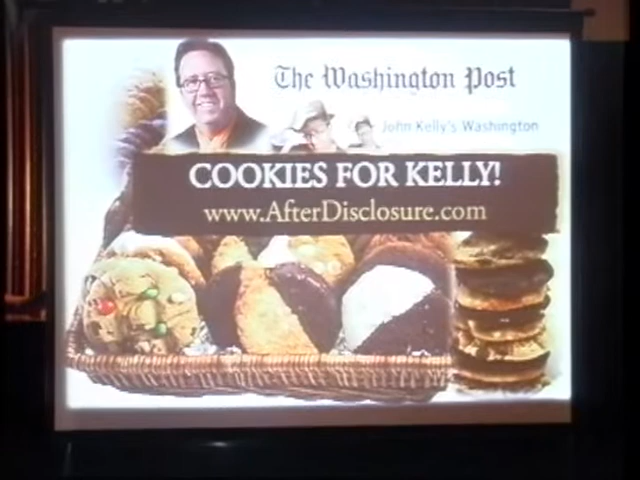 The Washington Post
John Kelly's Washington
COOKIES FOR KELLY!
www.AfterDisclosure.com